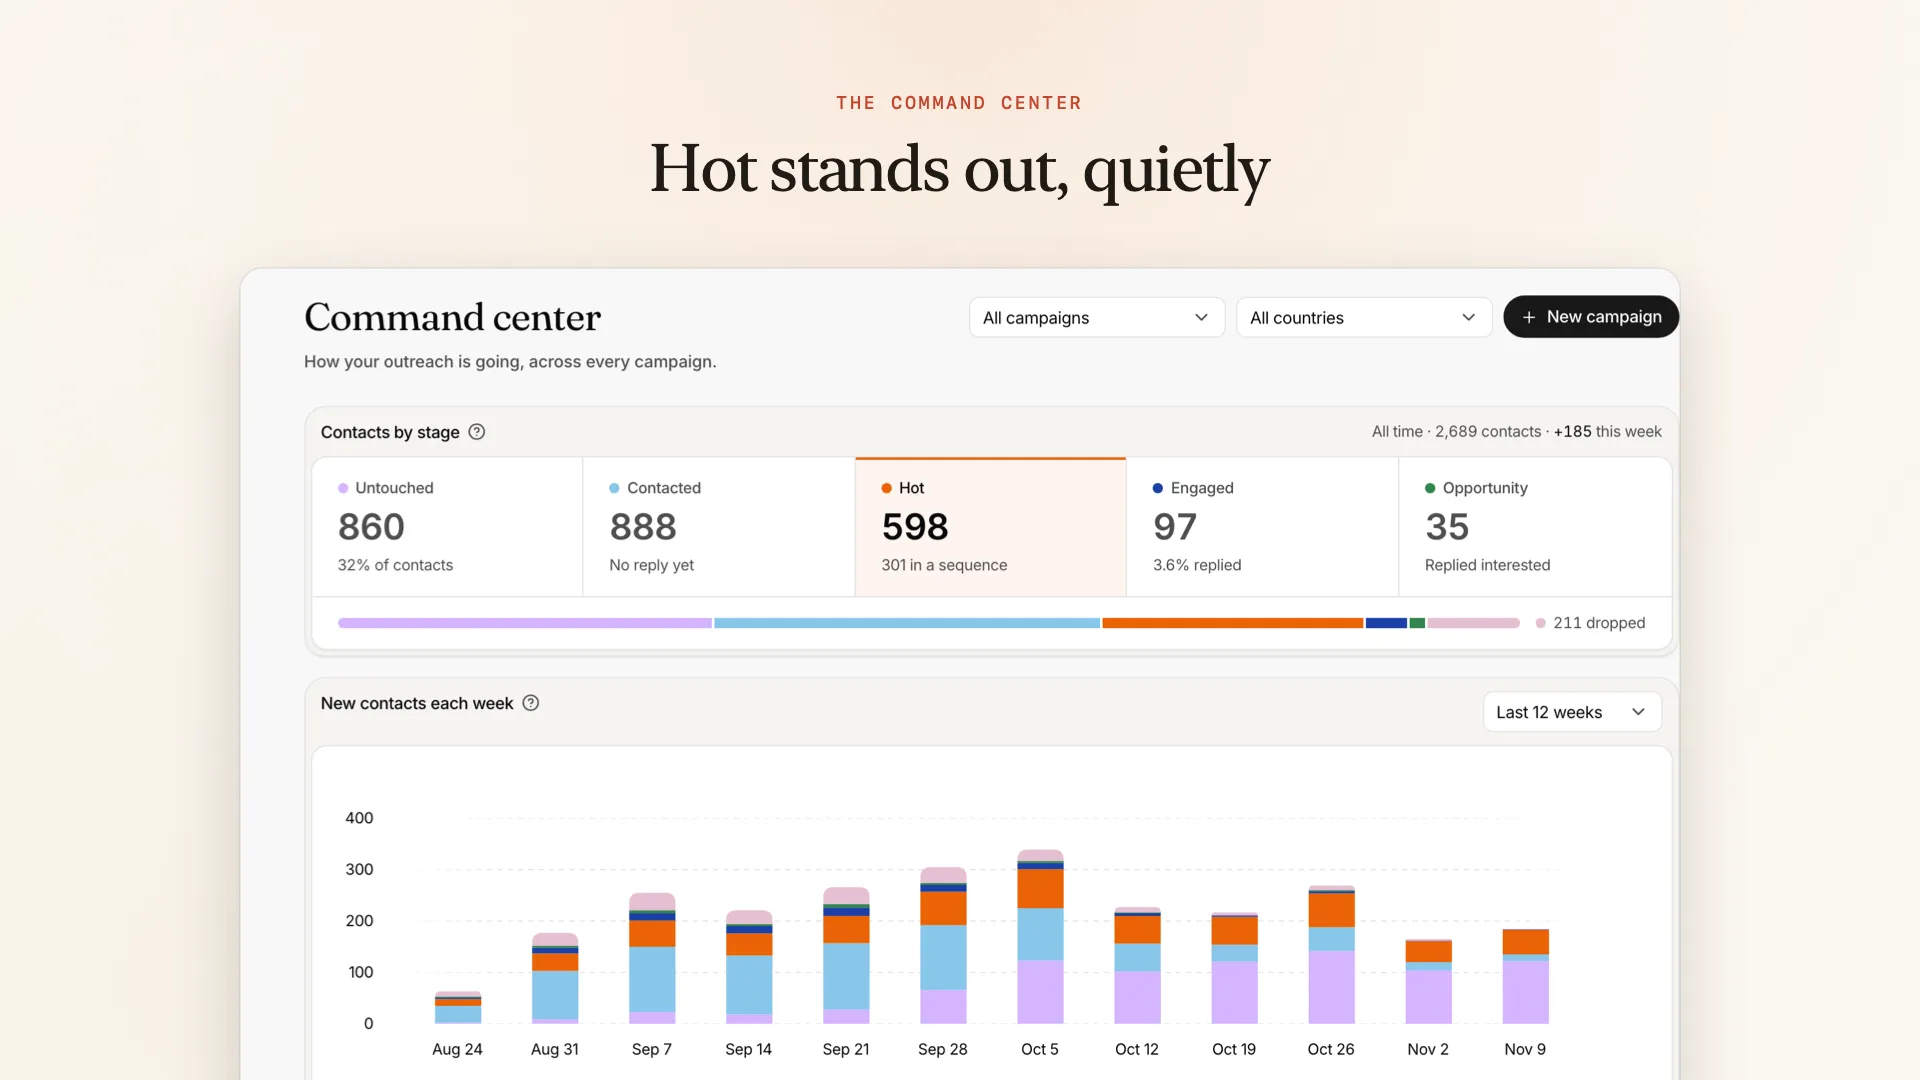 THE COMMAND CENTER
Hot stands out, quietly
Command center
All campaigns
All countries
+ New campaign
How your outreach is going, across every campaign.
Contacts by stage ?
All time · 2,689 contacts · +185 this week
Untouched
860
32% of contacts
Contacted
888
No reply yet
Hot
598
301 in a sequence
Engaged
97
3.6% replied
Opportunity
35
Replied interested
211 dropped
New contacts each week ?
Last 12 weeks
400
300
200
100
0
Aug 24
Aug 31
Sep 7
Sep 14
Sep 21
Sep 28
Oct 5
Oct 12
Oct 19
Oct 26
Nov 2
Nov 9